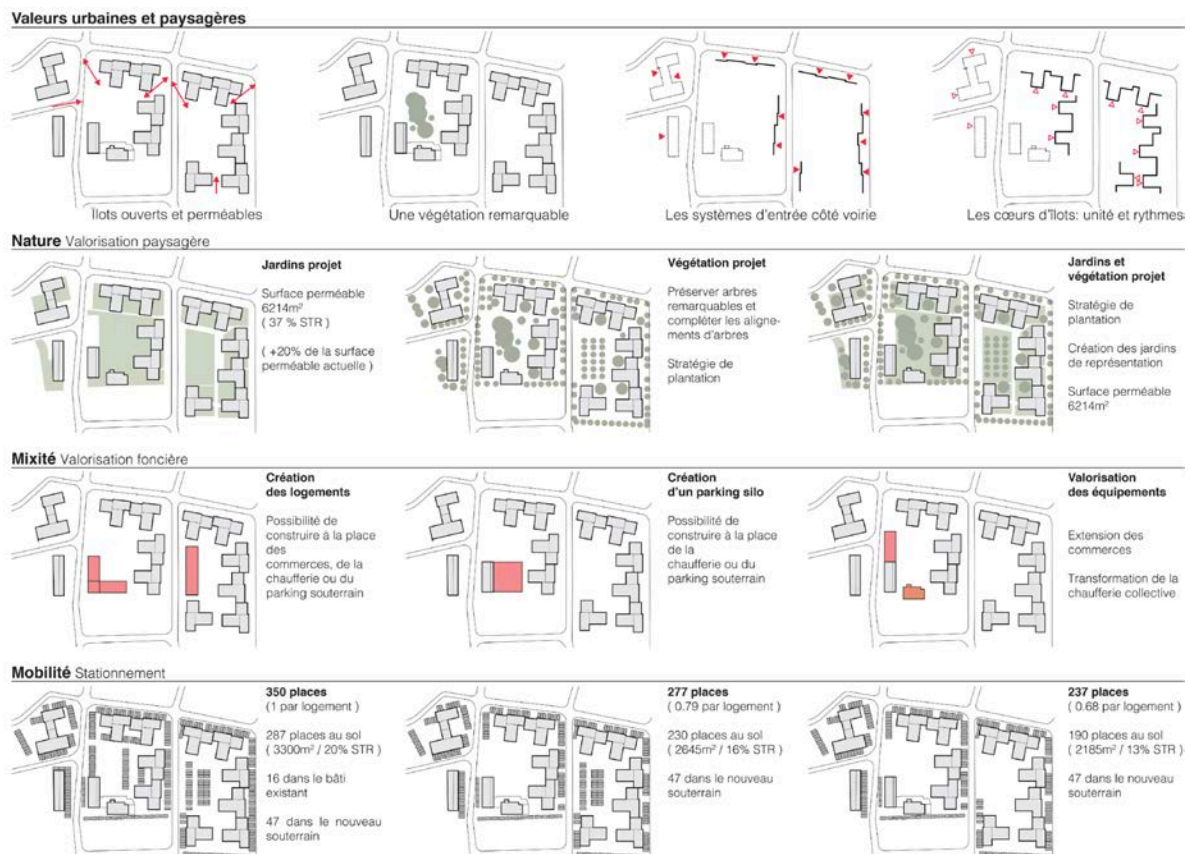 Valeurs urbaines et paysagères
îlots ouverts et perméables
Une végétation remarquable
Les systèmes d'entrée côté voirie
Les cœurs d'îlots: unité et rythmes
Nature Valorisation paysagère
Jardins projet
Surface perméable
6214m²
( 37 % STR )
( +20% de la surface
perméable actuelle )
Végétation projet
Préserver arbres
remarquables et
compléter les aligne-
ments d'arbres
Stratégie de
plantation
Jardins et
végétation projet
Stratégie de
plantation
Création des jardins
de représentation
Surface perméable
6214m²
Mixité Valorisation foncière
Création
des logements
Possibilité de
construire à la place
des
commerces, de la
chaufferie ou du
parking souterrain
Création
d'un parking silo
Possibilité de
construire à la place
de la
chaufferie ou du
parking souterrain
Valorisation
des équipements
Extension des
commerces
Transformation de la
chaufferie collective
Mobilité Stationnement
350 places
( 1 par logement )
287 places au sol
( 3300m² / 20% STR )
16 dans le bâti
existant
47 dans le nouveau
souterrain
277 places
( 0.79 par logement )
230 places au sol
( 2645m² / 16% STR )
47 dans le nouveau
souterrain
237 places
( 0.68 par logement )
190 places au sol
( 2185m² / 13% STR )
47 dans le nouveau
souterrain